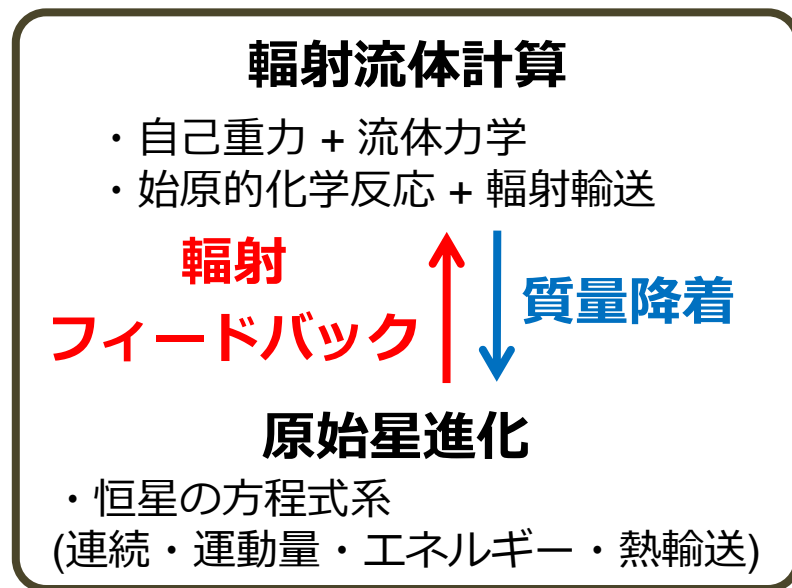 輻射流体計算
・自己重力 + 流体力学
・始原的化学反応 + 輻射輸送
輻射
フィードバック
質量降着
原始星進化
・恒星の方程式系
(連続・運動量・エネルギー・熱輸送)